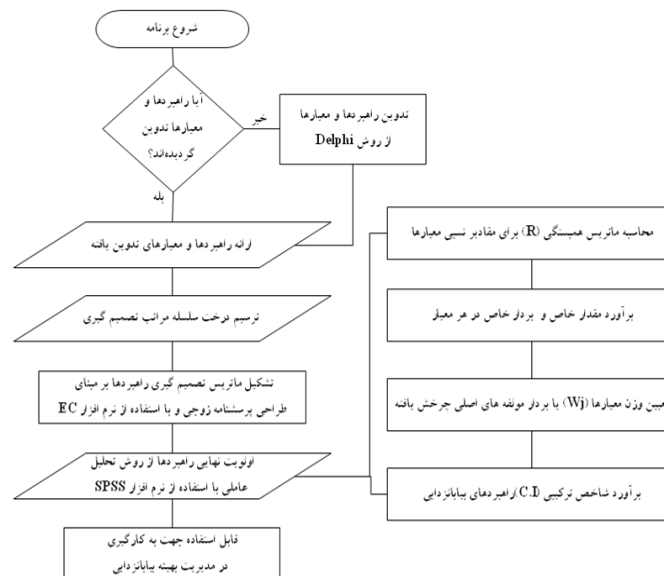 شروع برنامه
آیا راهبردها و
معیارها تدوین
گردیده‌اند؟
خیر
تدوین راهبردها و معیارها
از روش Delphi
بله
ارائه راهبردها و معیارهای تدوین یافته
ترسیم درخت سلسله مراتب تصمیم گیری
تشکیل ماتریس تصمیم گیری راهبردها بر مبنای
طراحی پرسشنامه زوجی و با استفاده از نرم افزار EC
اولویت نهایی راهبردها از روش تحلیل
عاملی با استفاده از نرم افزار SPSS
قابل استفاده جهت به کارگیری
در مدیریت بهینه بیابانزدایی
محاسبه ماتریس همبستگی (R) برای مقادیر نسبی معیارها
برآورد مقدار خاص و بردار خاص در هر معیار
یین وزن معیارها (Wj) با بردار مولفه های اصلی چرخش یافته
برآورد شاخص ترکیبی (C.I)راهبردهای بیابانزدایی